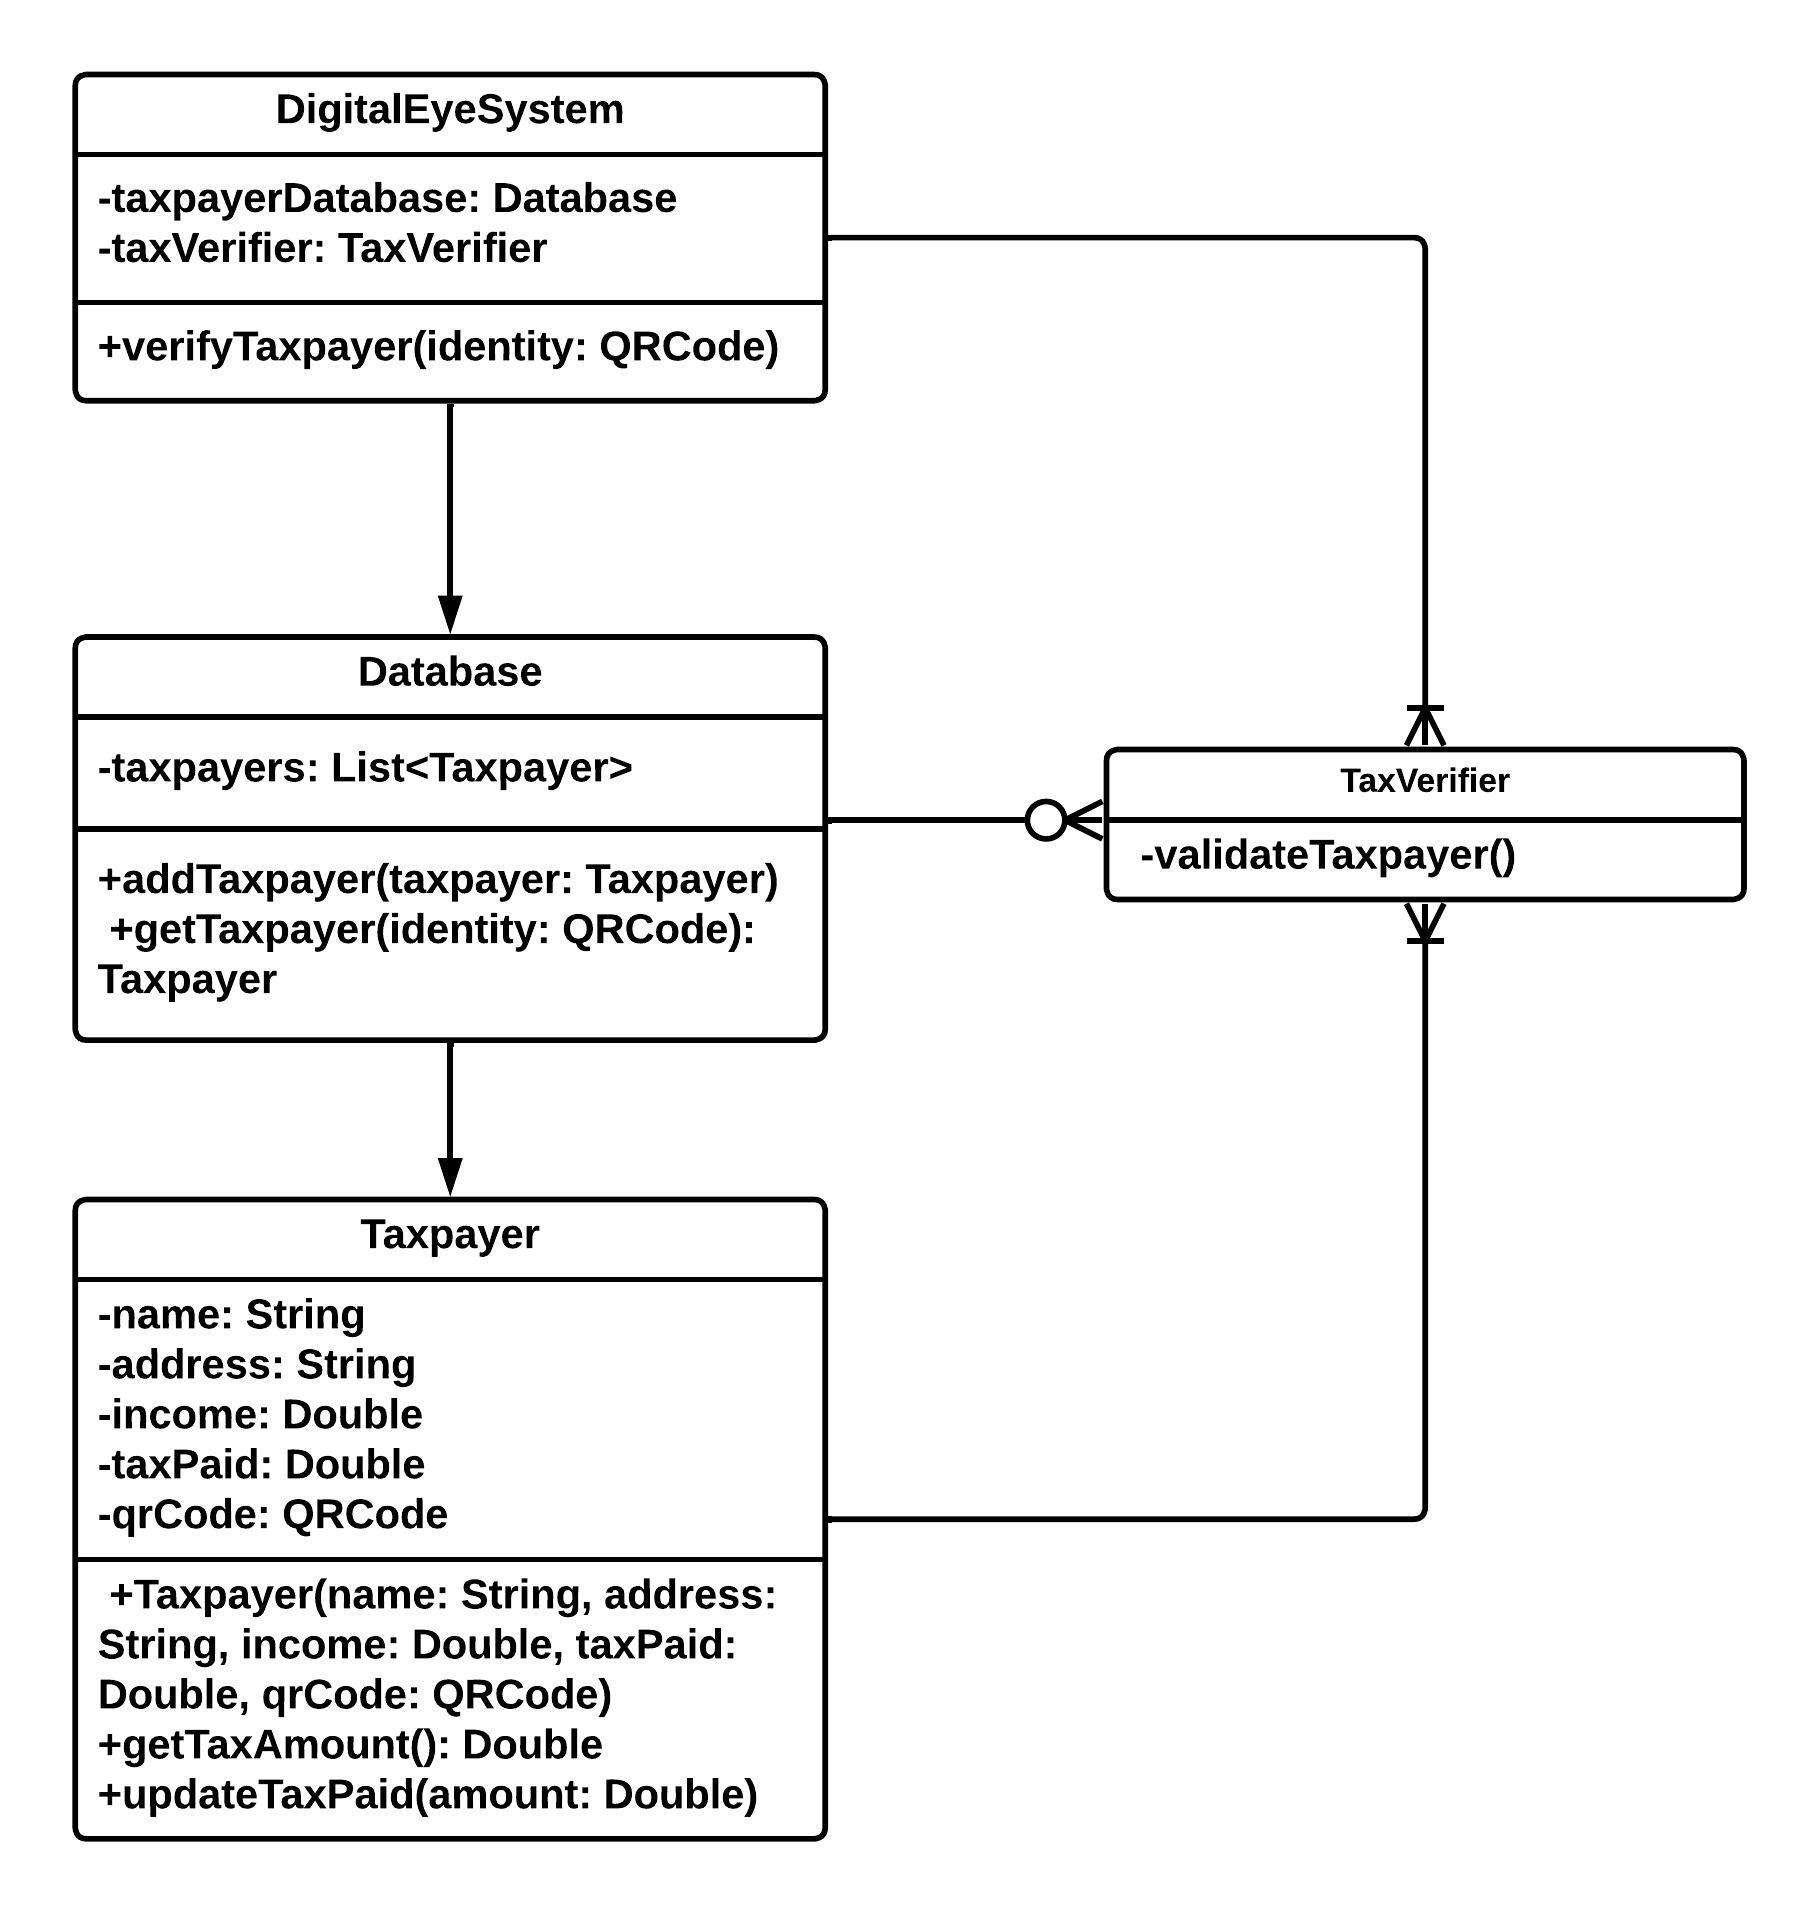 DigitalEyeSystem
-taxpayerDatabase: Database
-taxVerifier: TaxVerifier
+verifyTaxpayer(identity: QRCode)
Database
-taxpayers: List<Taxpayer>
+addTaxpayer(taxpayer: Taxpayer)
+getTaxpayer(identity: QRCode):
Taxpayer
TaxVerifier
-validateTaxpayer()
Taxpayer
-name: String
-address: String
-income: Double
-taxPaid: Double
-qrCode: QRCode
+Taxpayer(name: String, address:
String, income: Double, taxPaid:
Double, qrCode: QRCode)
+getTaxAmount(): Double
+updateTaxPaid(amount: Double)